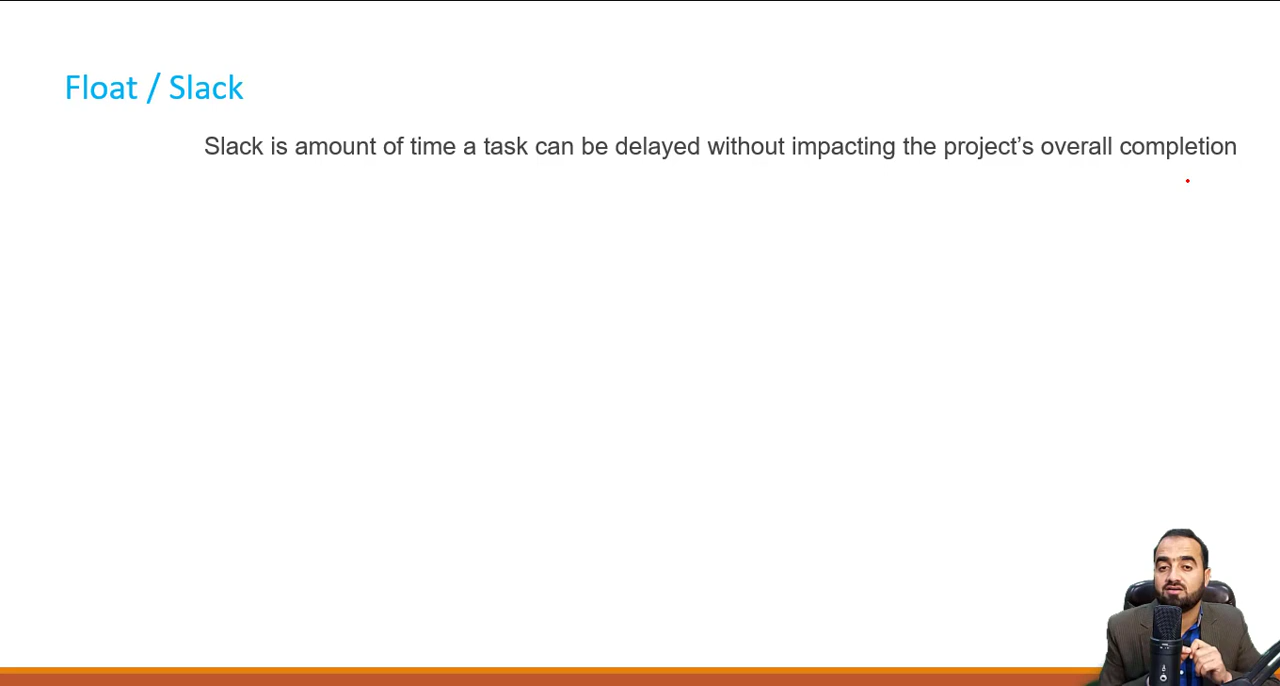 Float / Slack
Slack is amount of time a task can be delayed without impacting the project’s overall completion